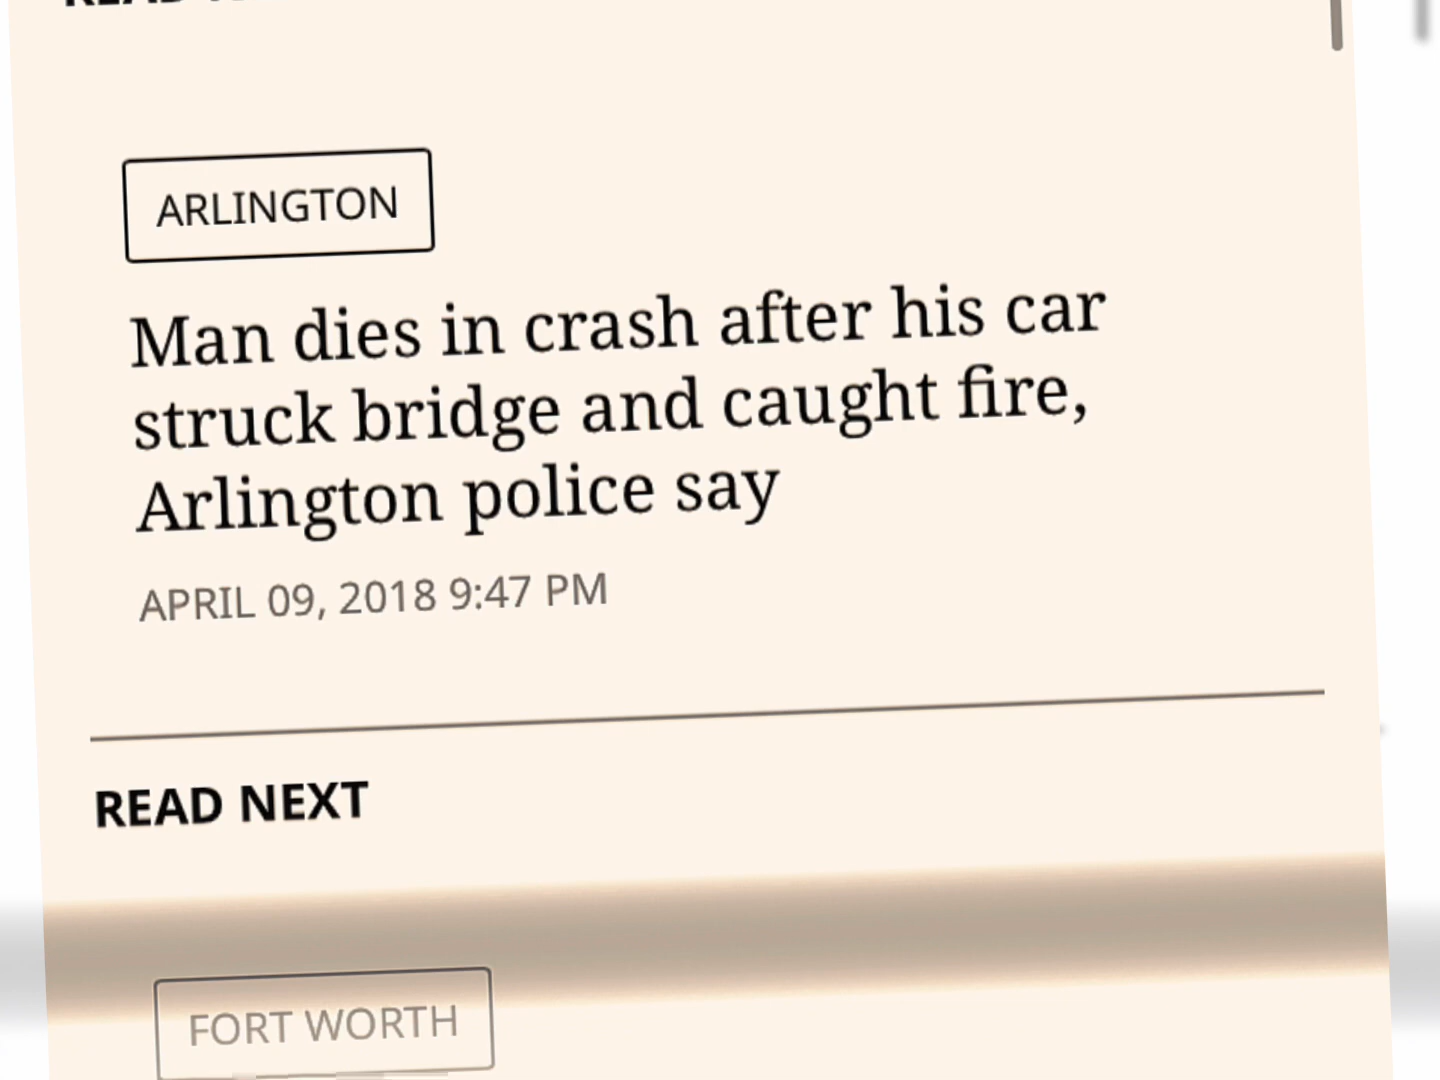 ARLINGTON
Man dies in crash after his car
struck bridge and caught fire,
Arlington police say
APRIL 09, 2018 9:47 PM
READ NEXT
FORT WORTH